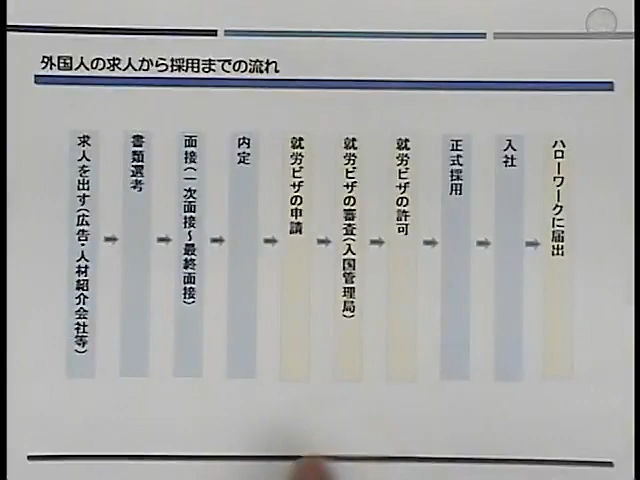 外国人の求人から採用までの流れ
求人を出す(広告・人材紹介会社等)
書類選考
面接(一次面接~最終面接)
内定
就労ビザの申請
就労ビザの審査(入国管理局)
就労ビザの許可
正式採用
入社
ハローワークに届出